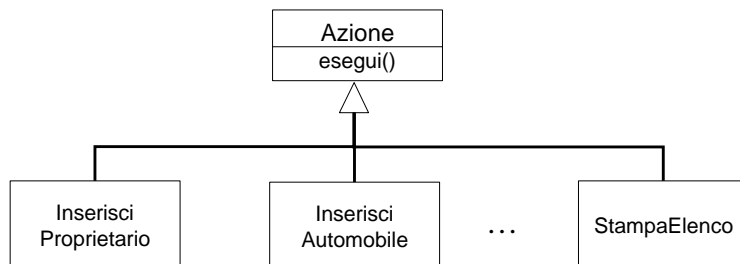 Azione
esegui()
Inserisci
Proprietario
Inserisci
Automobile
...
StampaElenco